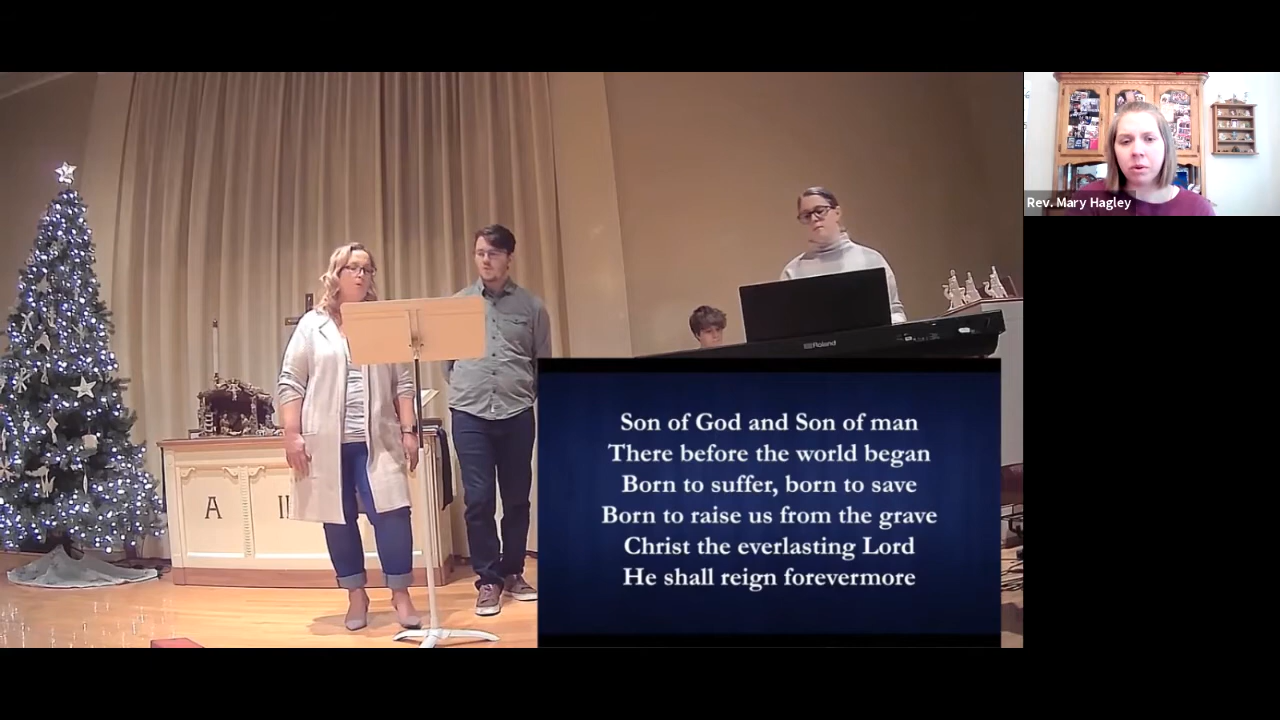 Rev. Mary Hagley
Roland
A
Son of God and Son of man
There before the world began
Born to suffer, born to save
Born to raise us from the grave
Christ the everlasting Lord
He shall reign forevermore